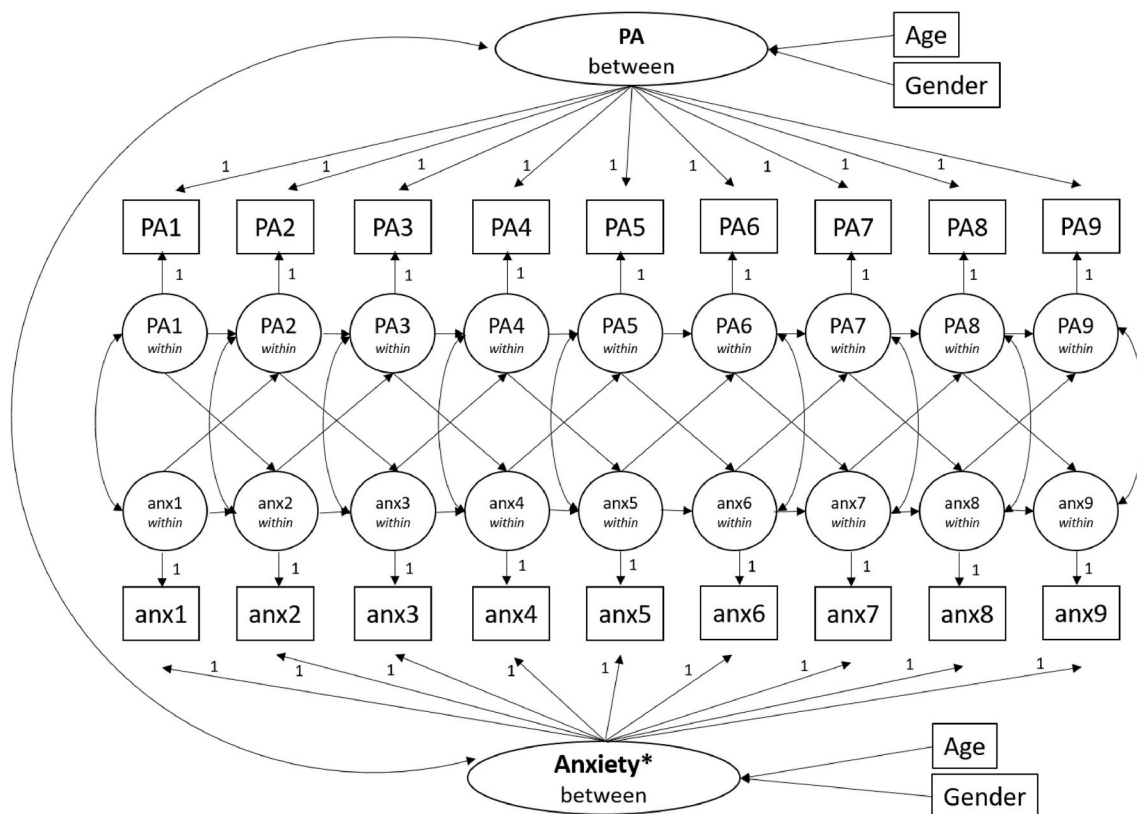 PA
between
Age
Gender
1 1 1 1 1 1 1 1 1
PA1 PA2 PA3 PA4 PA5 PA6 PA7 PA8 PA9
1 1 1 1 1 1 1 1 1
PA1 PA2 PA3 PA4 PA5 PA6 PA7 PA8 PA9
within within within within within within within within within
anx1 anx2 anx3 anx4 anx5 anx6 anx7 anx8 anx9
within within within within within within within within within
1 1 1 1 1 1 1 1 1
anx1 anx2 anx3 anx4 anx5 anx6 anx7 anx8 anx9
1 1 1 1 1 1 1 1 1
Anxiety*
between
Age
Gender